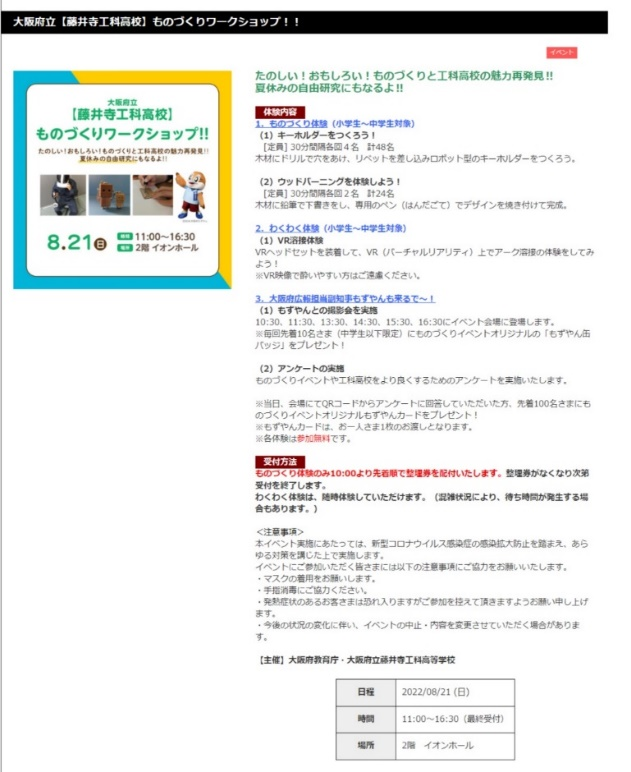 大阪府立【藤井寺工科高校】ものづくりワークショップ！！
イベント
大阪府立
【藤井寺工科高校】
ものづくりワークショップ!!
たのしい！おもしろい！ものづくりと工科高校の魅力再発見!!
夏休みの自由研究にもなるよ!!
8.21日
時間 11:00～16:30
場所 2階 イオンホール
たのしい！おもしろい！ものづくりと工科高校の魅力再発見!!
夏休みの自由研究にもなるよ!!
体験内容
1、ものづくり体験（小学生～中学生対象）
（1）キーホルダーをつくろう！
［定員］30分間隔各回４名　計48名
木材にドリルで穴をあけ、リベットを差し込みロボット型のキーホルダーをつくろう。
（2）ウッドバーニングを体験しよう！
［定員］30分間隔各回２名　計24名
木材に鉛筆で下書きをし、専用のペン（はんだごて）でデザインを焼き付けて完成。
2、わくわく体験（小学生～中学生対象）
（1）VR溶接体験
VRヘッドセットを装着して、VR（バーチャルリアリティ）上でアーク溶接の体験をしてみ
よう！
※VR映像で酔いやすい方はご遠慮ください。
3、大阪府広報担当副知事もずやんも来るで～！
（1）もずやんとの撮影会を実施
10:30、11:30、13:30、14:30、15:30、16:30にイベント会場に登場します。
※毎回先着10名さま（中学生以下限定）にものづくりイベントオリジナルの「もずやん缶
バッジ」をプレゼント！
（2）アンケートの実施
ものづくりイベントや工科高校をより良くするためのアンケートを実施いたします。
※当日、会場にてQRコードからアンケートに回答していただいた方、先着100名さまにも
のづくりイベントオリジナルもずやんカードをプレゼント！
※もずやんカードは、お一人さま1枚のお渡しとなります。
※各体験は参加無料です。
受付方法
ものづくり体験のみ10:00より先着順で整理券を配付いたします。整理券がなくなり次第
受付を終了します。
わくわく体験は、随時体験していただけます。（混雑状況により、待ち時間が発生する場
合もあります。）
＜注意事項＞
本イベント実施にあたっては、新型コロナウイルス感染症の感染拡大防止を踏まえ、あら
ゆる対策を講じた上で実施します。
イベントにご参加いただく皆さまには以下の注意事項にご協力をお願いいたします。
・マスクの着用をお願いします。
・手指消毒にご協力ください。
・発熱症状のあるお客さまは恐れ入りますがご参加を控えて頂きますようお願い申し上げ
ます。
・今後の状況の変化に伴い、イベントの中止・内容を変更させていただく場合がありま
す。
【主催】大阪府教育庁・大阪府立藤井寺工科高等学校
日程 2022/08/21 (日)
時間 11:00～16:30（最終受付）
場所 2階　イオンホール